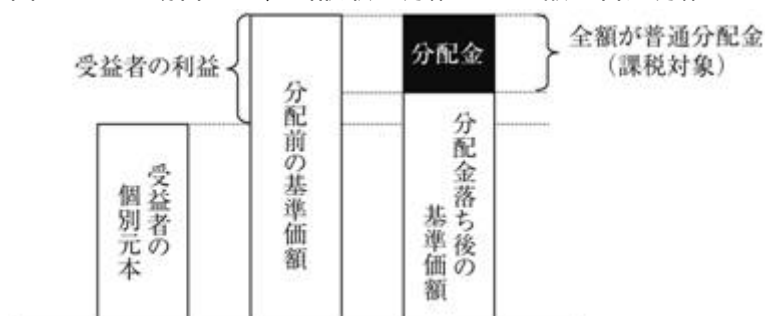 受益者の利益
分配金
全額が普通分配金
（課税対象）
受益者の
個別元本
分配前の基準価額
分配金落ち後の
基準価額